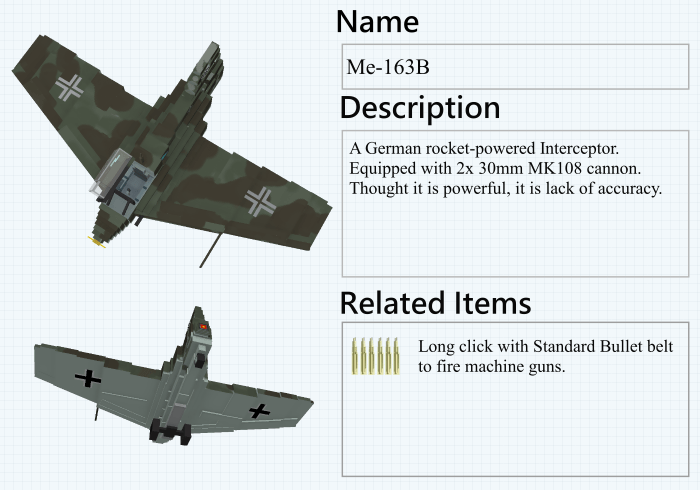 Name
Me-163B
Description
A German rocket-powered Interceptor.
Equipped with 2x 30mm MK108 cannon.
Thought it is powerful, it is lack of accuracy.
Related Items
Long click with Standard Bullet belt
to fire machine guns.